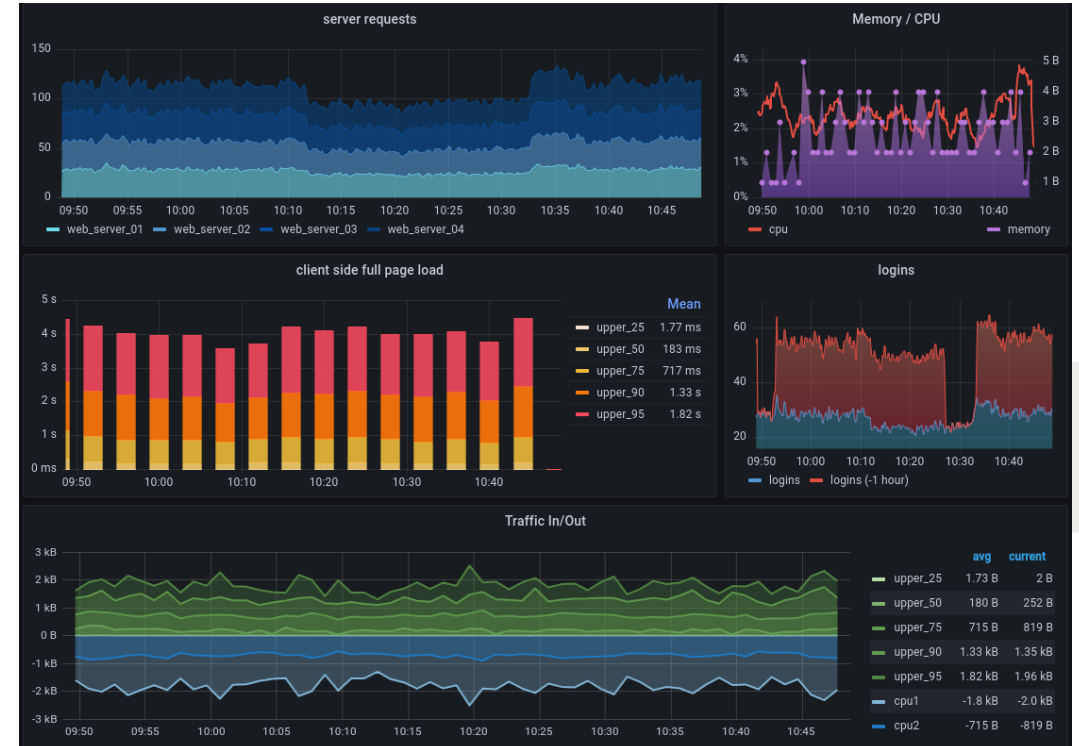 server requests
150
100
50
0
09:50 09:55 10:00 10:05 10:10 10:15 10:20 10:25 10:30 10:35 10:40 10:45
web_server_01 web_server_02 web_server_03 web_server_04
Memory / CPU
4%
3%
2%
1%
0%
5 B
4 B
3 B
2 B
1 B
09:50 10:00 10:10 10:20 10:30 10:40
cpu memory
client side full page load
5 s
4 s
3 s
2 s
1 s
0 ms
09:50 10:00 10:10 10:20 10:30 10:40
Mean
upper_25 1.77 ms
upper_50 183 ms
upper_75 717 ms
upper_90 1.33 s
upper_95 1.82 s
logins
60
40
20
09:50 10:00 10:10 10:20 10:30 10:40
logins logins (-1 hour)
Traffic In/Out
3 kB
2 kB
1 kB
0 B
-1 kB
-2 kB
-3 kB
09:50 09:55 10:00 10:05 10:10 10:15 10:20 10:25 10:30 10:35 10:40 10:45
avg current
upper_25 1.73 B 2 B
upper_50 180 B 252 B
upper_75 715 B 819 B
upper_90 1.33 kB 1.35 kB
upper_95 1.82 kB 1.96 kB
cpu1 -1.8 kB -2.0 kB
cpu2 -715 B -819 B